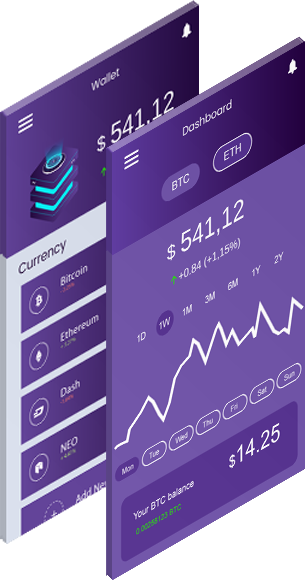 Wallet
$ 541,12
Currency
Bitcoin
Ethereum
Dash
NEO
Add New
Dashboard
BTC
ETH
$ 541,12
+0.84 (+1.15%)
1D 1W 1M 3M 6M 1Y 2Y
Mon Tue Wed Thu Fri Sat Sun
Your BTC balance
$14.25
0.00258123 BTC